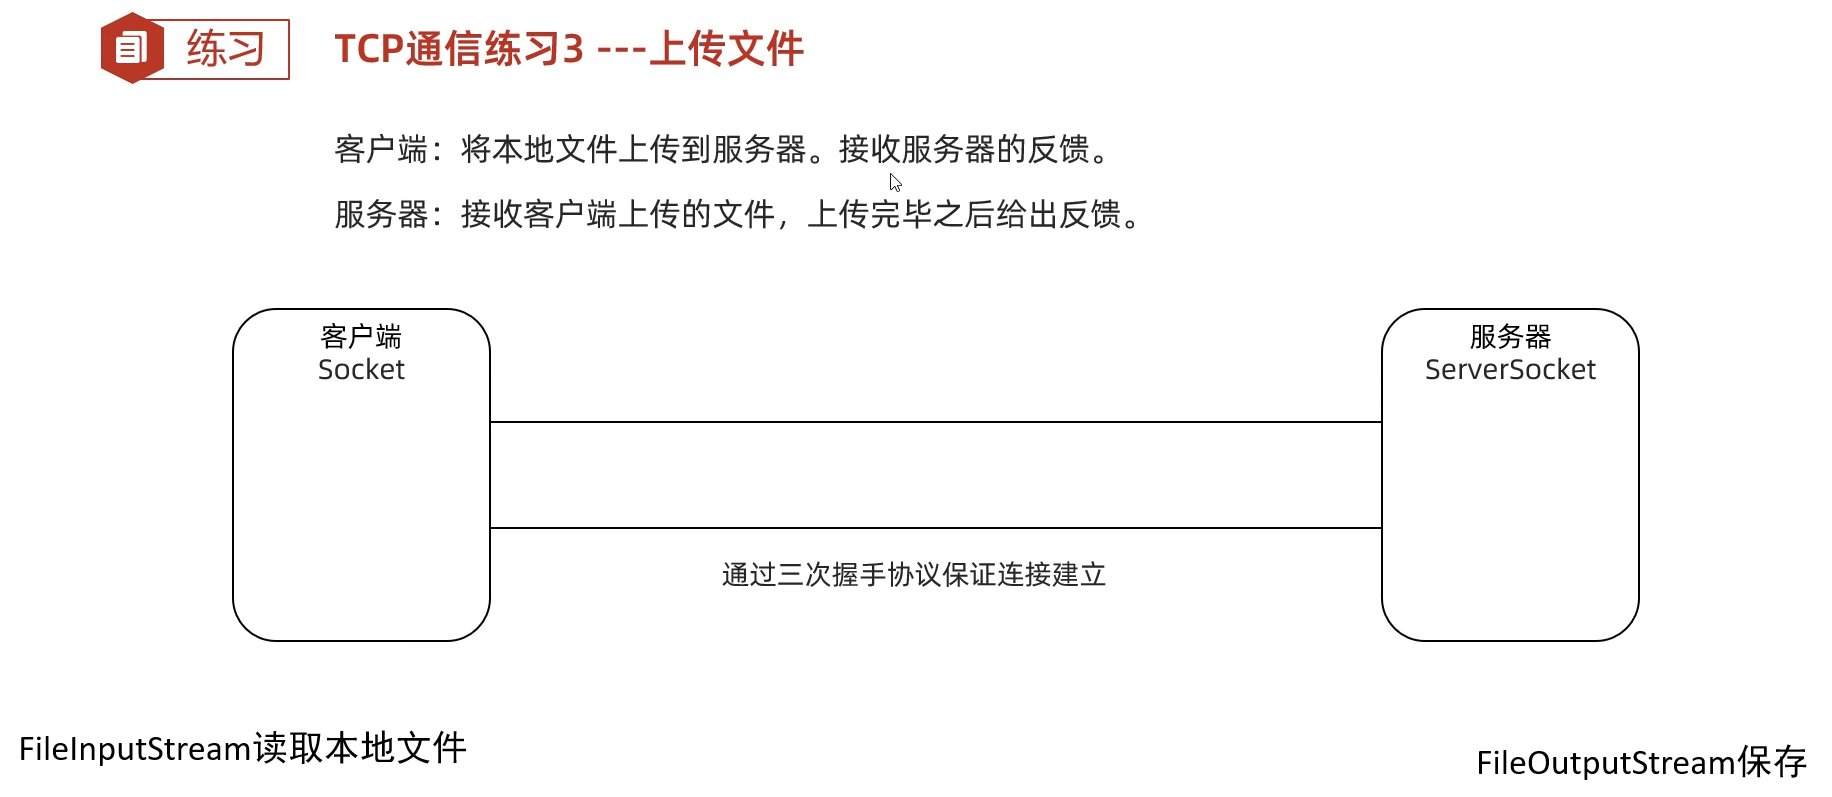 练习
TCP通信练习3 ---上传文件
客户端：将本地文件上传到服务器。接收服务器的反馈。
服务器：接收客户端上传的文件，上传完毕之后给出反馈。
客户端
Socket
服务器
ServerSocket
通过三次握手协议保证连接建立
FileInputStream读取本地文件
FileOutputStream保存